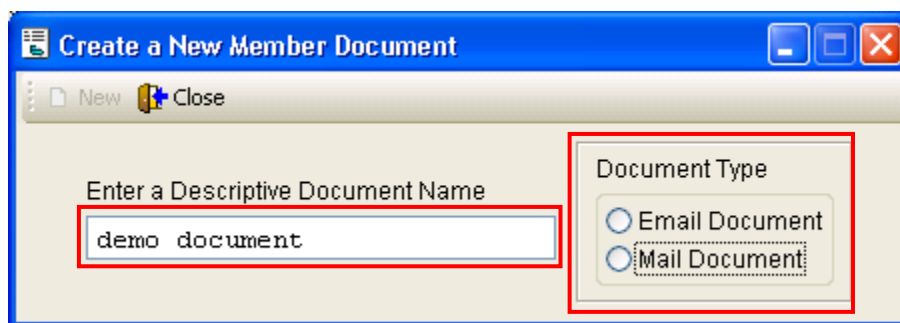 Create a New Member Document
New Close
Enter a Descriptive Document Name
demo document
Document Type
Email Document
Mail Document